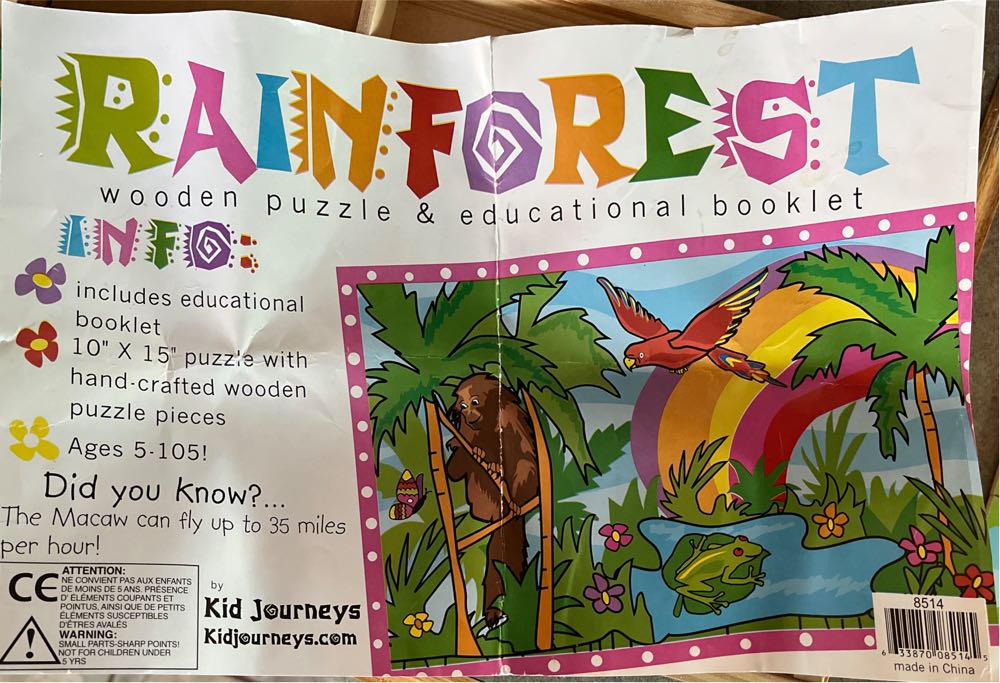 RAINFOREST
wooden puzzle & educational booklet
INFO:
includes educational
booklet
10" X 15" puzzle with
hand-crafted wooden
puzzle pieces
Ages 5-105!
Did you know?...
The Macaw can fly up to 35 miles
per hour!
CE
ATTENTION:
NE CONVIENT PAS AUX ENFANTS
DE MOINS DE 5 ANS. PRÉSENCE
D' ÉLÉMENTS COUPANTS ET
POINTUS, AINSI QUE DE PETITS
ÉLÉMENTS SUSCEPTIBLES
D'ÊTRES AVALÉS
WARNING:
SMALL PARTS-SHARP POINTS!
NOT FOR CHILDREN UNDER
5 YRS
by
Kid Journeys
Kidjourneys.com
8514
6 33870 08514 5
made in China